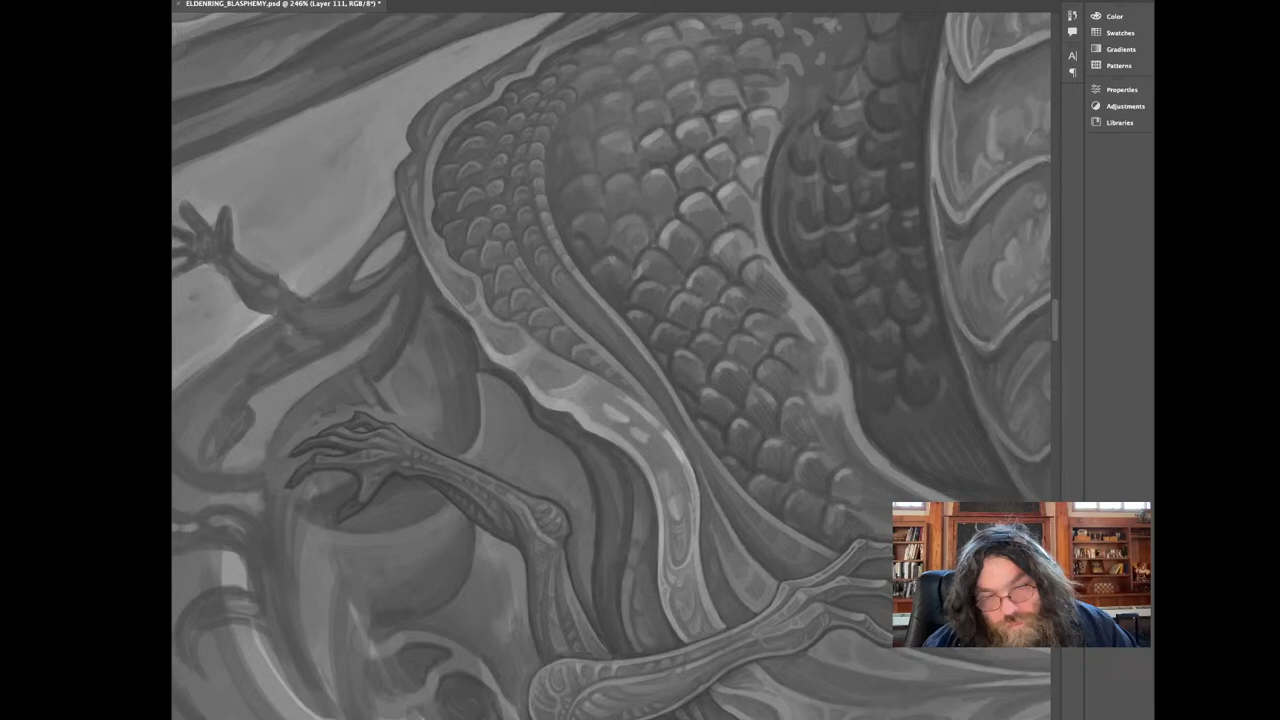 × ELDENRING_BLASPHEMY.psd @ 246% (Layer 111, RGB/8*) *
Color
Swatches
A|
Gradients
¶
Patterns
Properties
Adjustments
Libraries